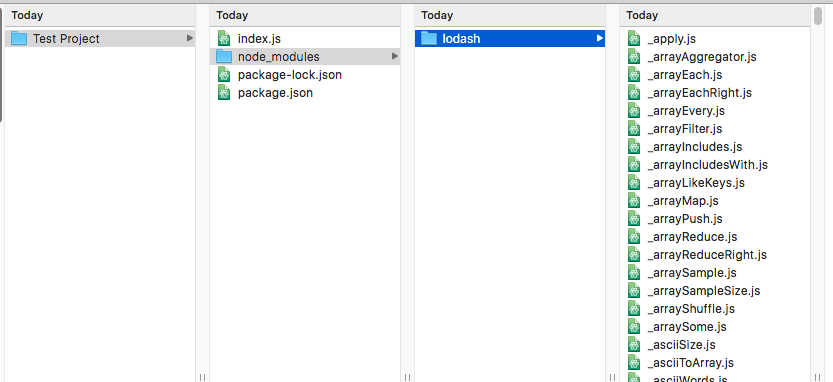 Today
Test Project
Today
index.js
node_modules
package-lock.json
package.json
Today
lodash
Today
_apply.js
_arrayAggregator.js
_arrayEach.js
_arrayEachRight.js
_arrayEvery.js
_arrayFilter.js
_arrayIncludes.js
_arrayIncludesWith.js
_arrayLikeKeys.js
_arrayMap.js
_arrayPush.js
_arrayReduce.js
_arrayReduceRight.js
_arraySample.js
_arraySampleSize.js
_arrayShuffle.js
_arraySome.js
_asciiSize.js
_asciiToArray.js
_asciiWords.js